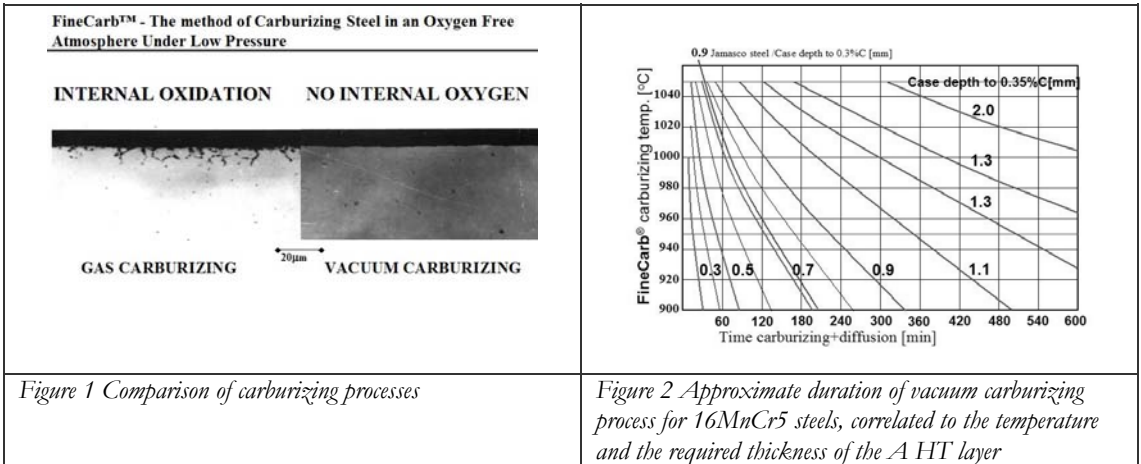 FineCarb™ - The method of Carburizing Steel in an Oxygen Free
Atmosphere Under Low Pressure
INTERNAL OXIDATION NO INTERNAL OXYGEN
20µm
GAS CARBURIZING VACUUM CARBURIZING
Figure 1 Comparison of carburizing processes
0.9 Jamasco steel /Case depth to 0.3%C [mm]
FineCarb® carburizing temp. [°C]
Case depth to 0.35%C[mm]
1040
1020
1000
980
960
940
920
900
2.0
1.3
1.3
0.3 0.5 0.7 0.9 1.1
60 120 180 240 300 360 420 480 540 600
Time carburizing+diffusion [min]
Figure 2 Approximate duration of vacuum carburizing
process for 16MnCr5 steels, correlated to the temperature
and the required thickness of the A HT layer